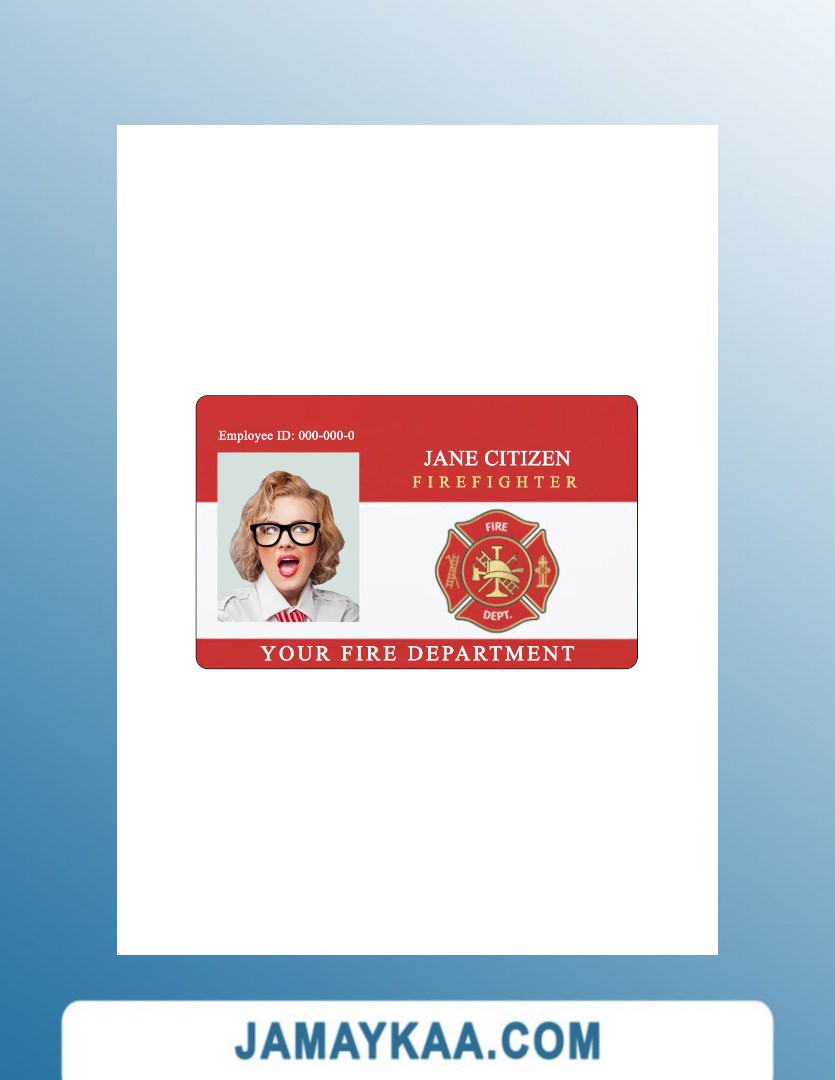 Employee ID: 000-000-0
JANE CITIZEN
FIREFIGHTER
FIRE
DEPT.
YOUR FIRE DEPARTMENT
JAMAYKAA.COM